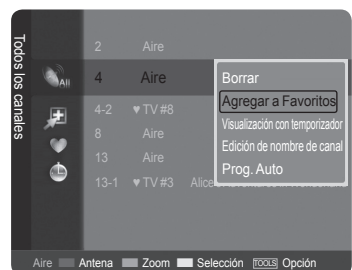 Todos los canales
All
2 Aire
4 Aire
4-2 ♥ TV #8
8 Aire
13 Aire
13-1 ♥ TV #3 Alice
Borrar
Agregar a Favoritos
Visualización con temporizador
Edición de nombre de canal
Prog. Auto
Aire Antena Zoom Selección TOOLS Opción